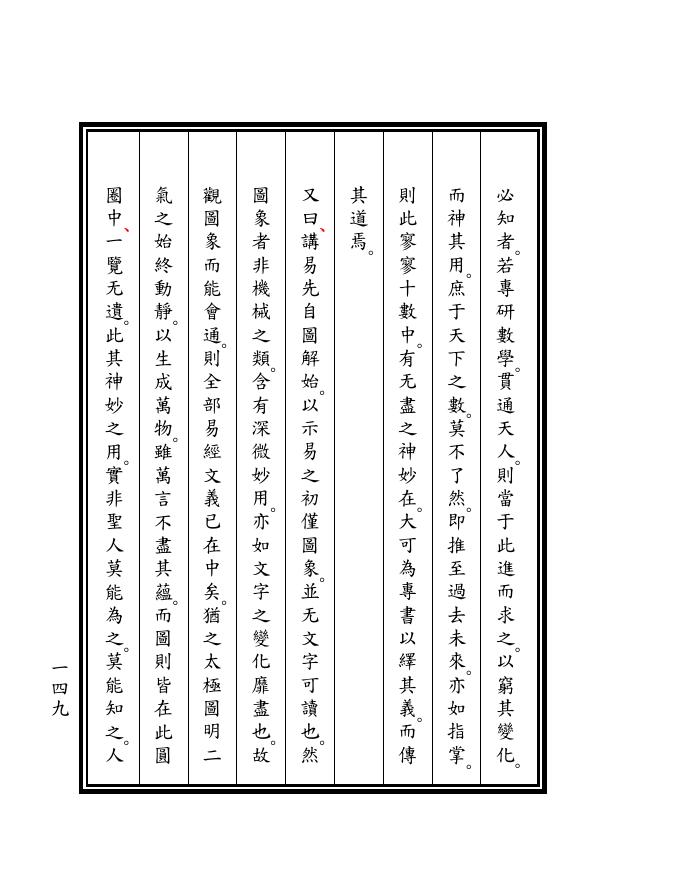 必知者。若專研數學。貫通天人。則當于此進而求之。以窮其變化。
而神其用。庶于天下之數。莫不了然。即推至過去未來。亦如指掌。
則此寥寥十數中。有无盡之神妙在。大可為專書以繹其義。而傳
其道焉。
又曰、講易先自圖解始。以示易之初僅圖象。並无文字可讀也。然
圖象者非機械之類。含有深微妙用。亦如文字之變化靡盡也。故
觀圖象而能會通。則全部易經文義已在中矣。猶之太極圖明二
氣之始終動靜。以生成萬物。雖萬言不盡其蘊。而圖則皆在此圓
圈中、一覽无遺。此其神妙之用。實非聖人莫能為之。莫能知之。人
一四九